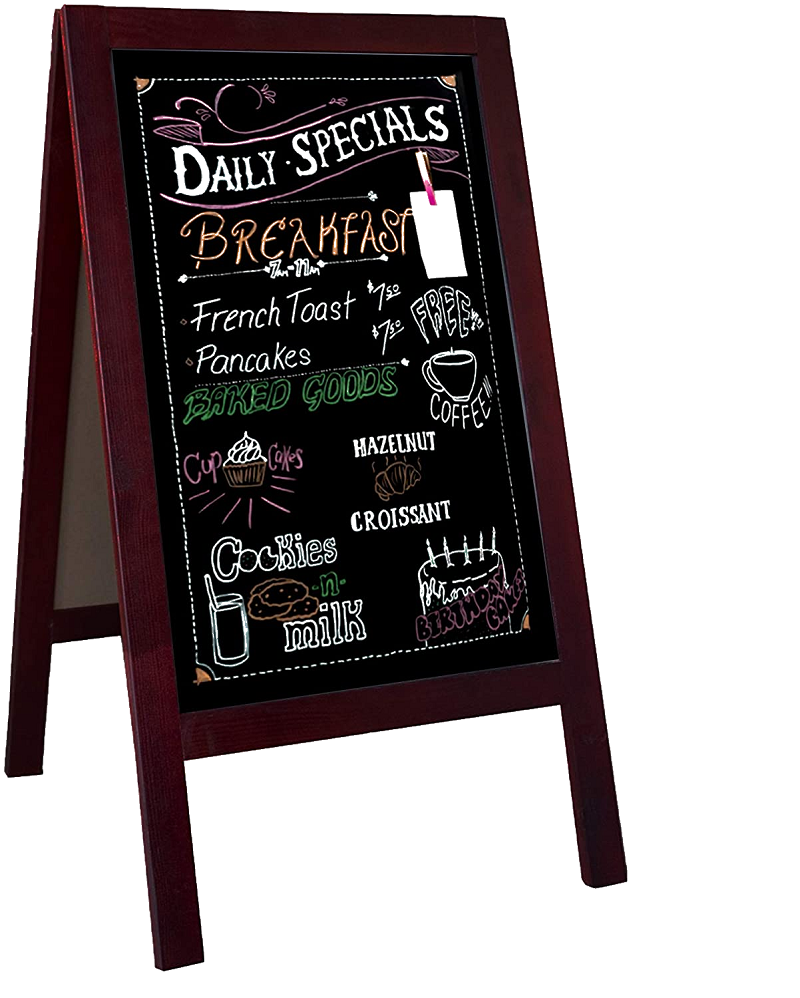 DAILY · SPECIALS
BREAKFAST
7AM-11AM
French Toast $7.50
Pancakes $7.50
FREE!!!
COFFEE!!!
BAKED GOODS
Cup Cakes
HAZELNUT
CROISSANT
Cookies
-n-
milk
BIRTHDAY
CAKES